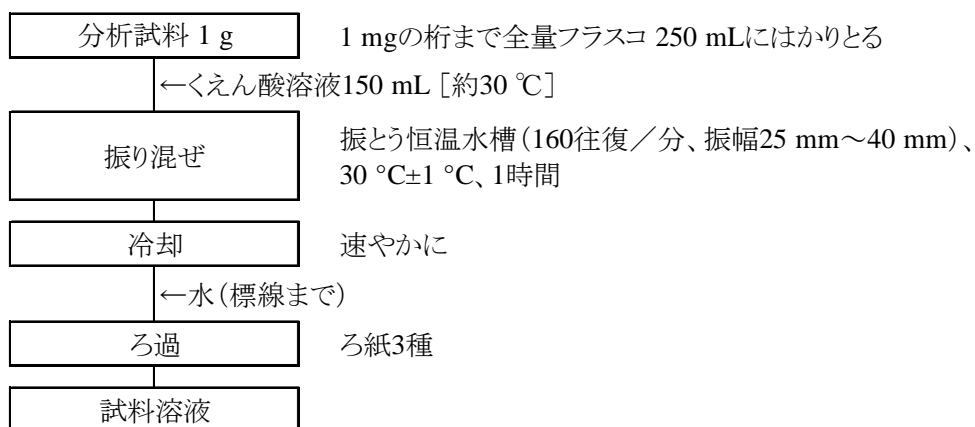 分析試料 1 g
1 mgの桁まで全量フラスコ 250 mLにはかりとる
←くえん酸溶液150 mL [約30 ℃]
振り混ぜ
振とう恒温水槽(160往復/分、振幅25 mm~40 mm)、
30 °C±1 °C、1時間
冷却
速やかに
←水(標線まで)
ろ過
ろ紙3種
試料溶液